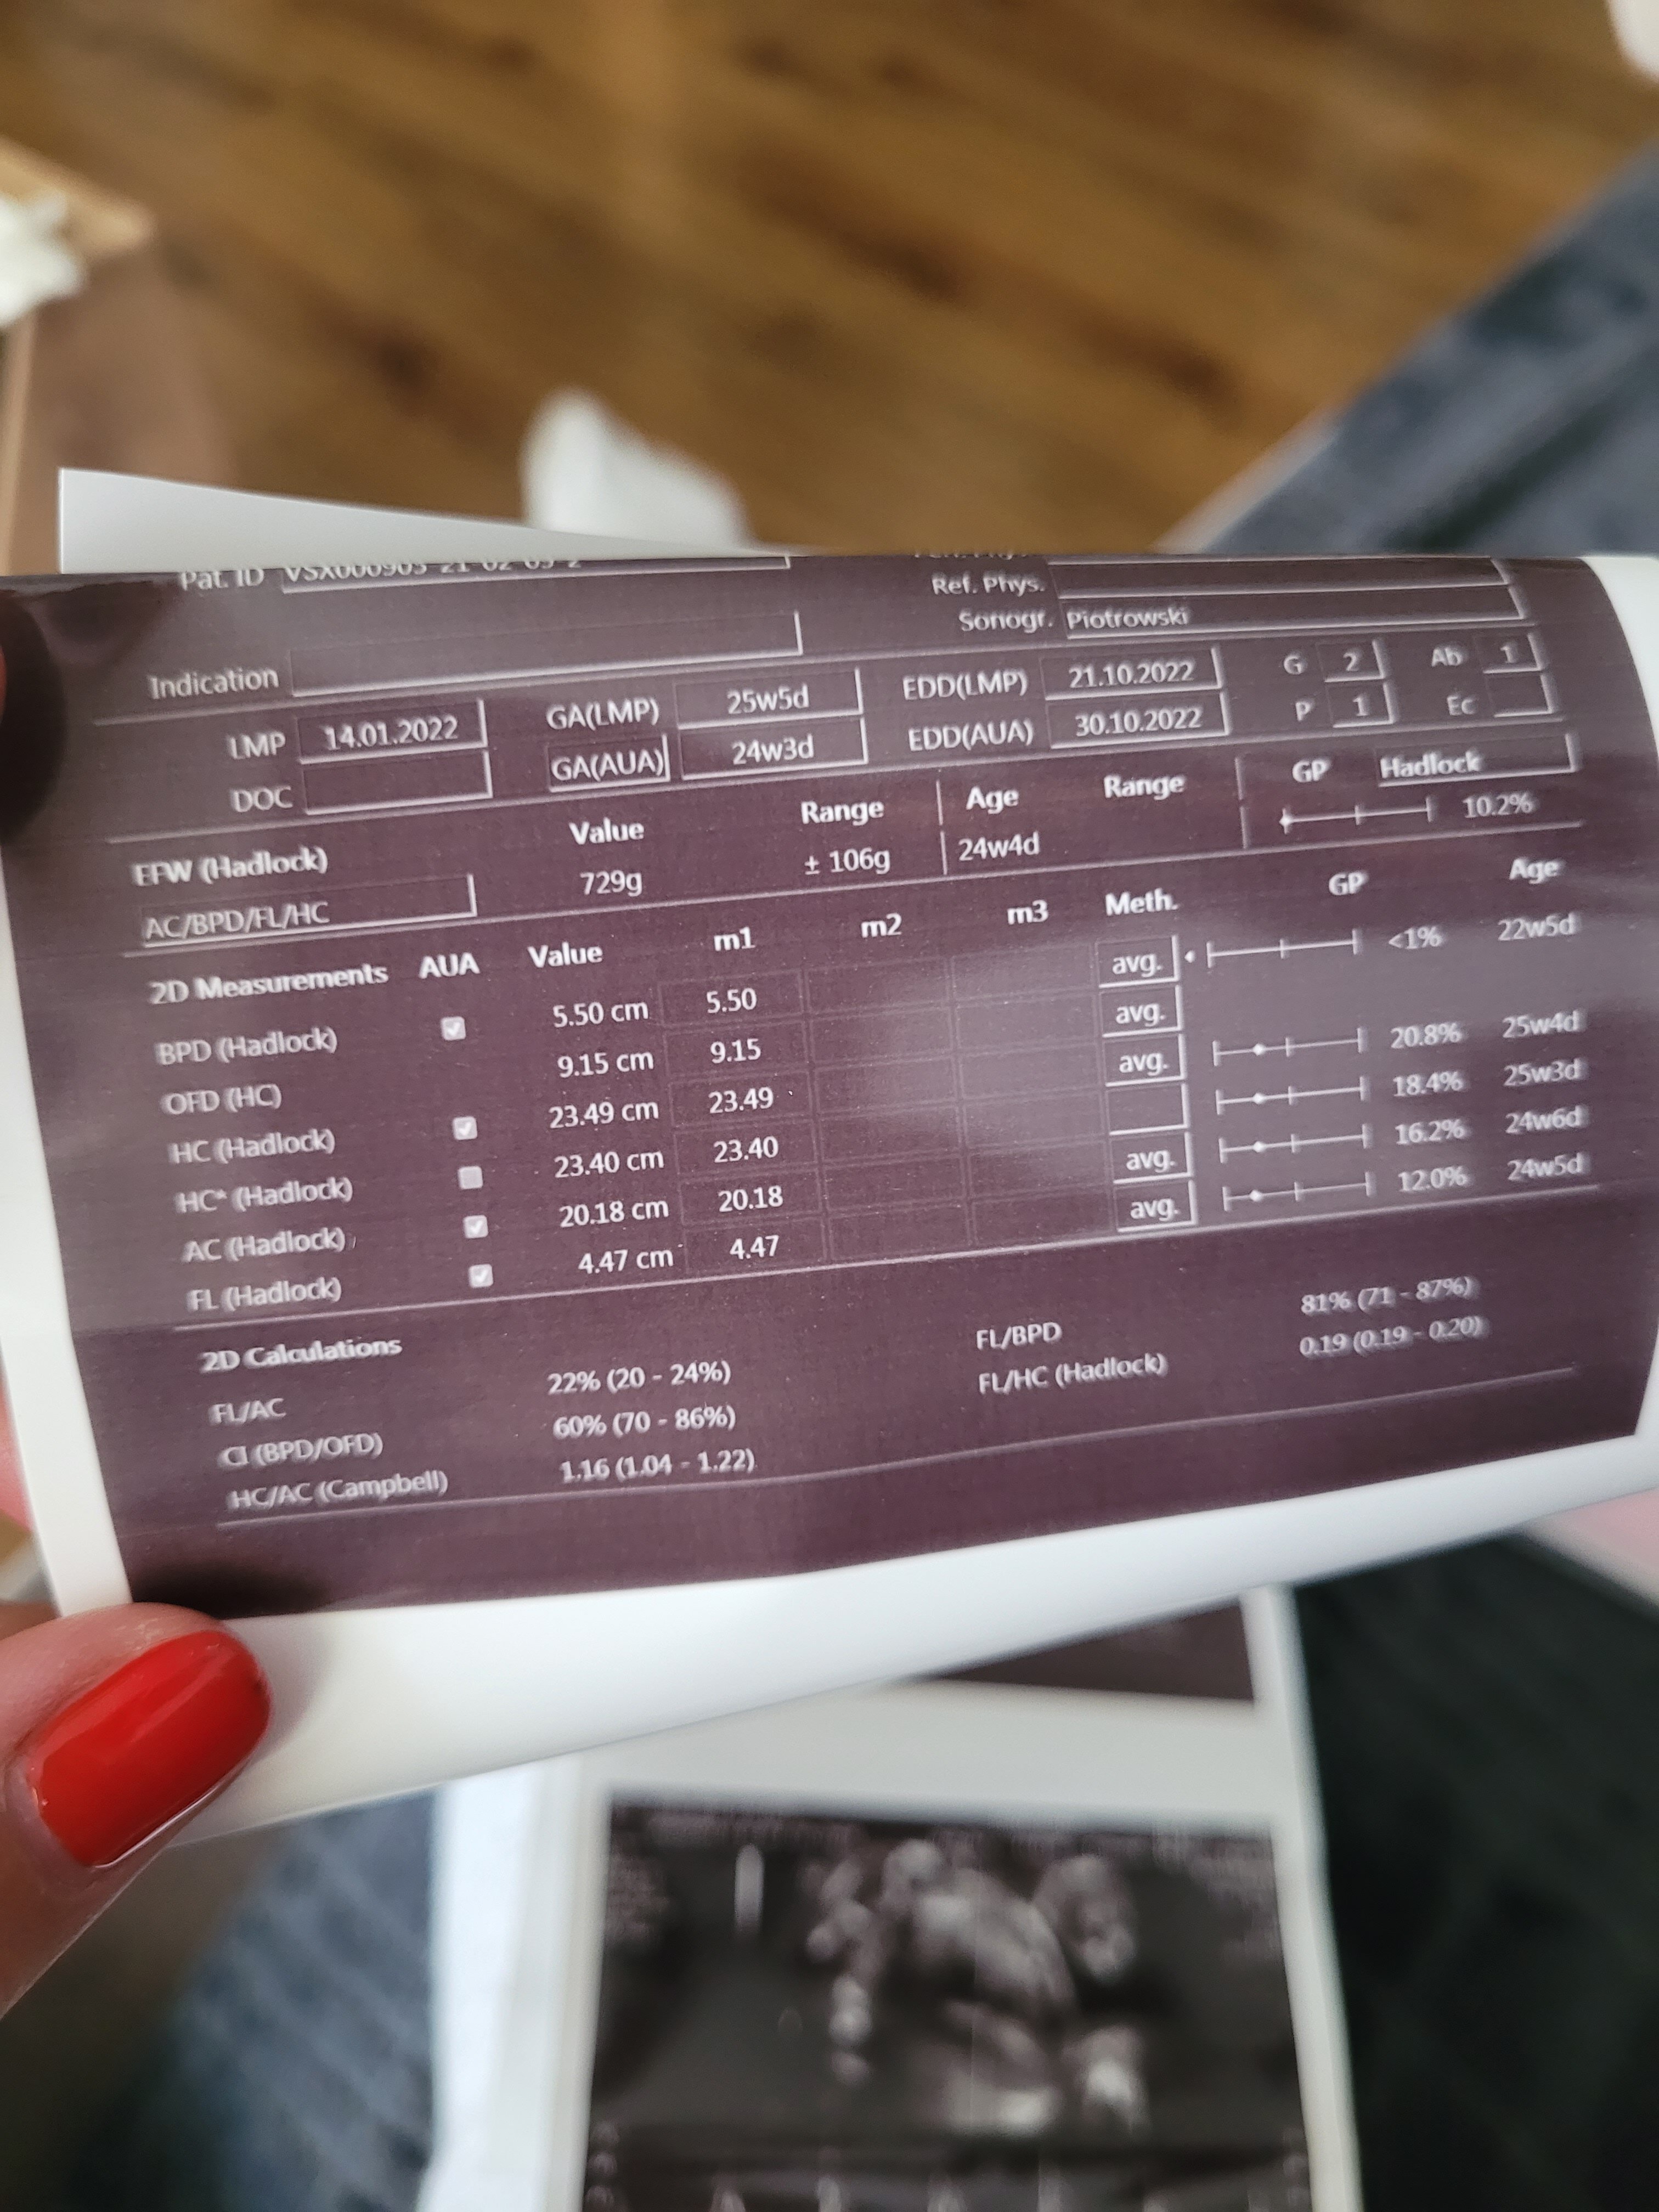 Pat. ID VSX000903-21-02-03-2
Ref. Phys.
Sonogr. Piotrowski
Indication
LMP 14.01.2022 GA(LMP) 25w5d EDD(LMP) 21.10.2022 G 2 Ab 1
DOC GA(AUA) 24w3d EDD(AUA) 30.10.2022 P 1 Ec
Value Range Age Range GP Hadlock
EFW (Hadlock)
AC/BPD/FL/HC 729g ± 106g 24w4d 10.2%
2D Measurements AUA Value m1 m2 m3 Meth. GP Age
BPD (Hadlock) 5.50 cm 5.50 avg. <1% 22w5d
OFD (HC) 9.15 cm 9.15 avg.
HC (Hadlock) 23.49 cm 23.49 avg. 20.8% 25w4d
HC* (Hadlock) 23.40 cm 23.40 18.4% 25w3d
AC (Hadlock) 20.18 cm 20.18 avg. 16.2% 24w6d
FL (Hadlock) 4.47 cm 4.47 avg. 12.0% 24w5d
2D Calculations
FL/AC 22% (20 - 24%) FL/BPD 81% (71 - 87%)
CI (BPD/OFD) 60% (70 - 86%) FL/HC (Hadlock) 0.19 (0.19 - 0.20)
HC/AC (Campbell) 1.16 (1.04 - 1.22)